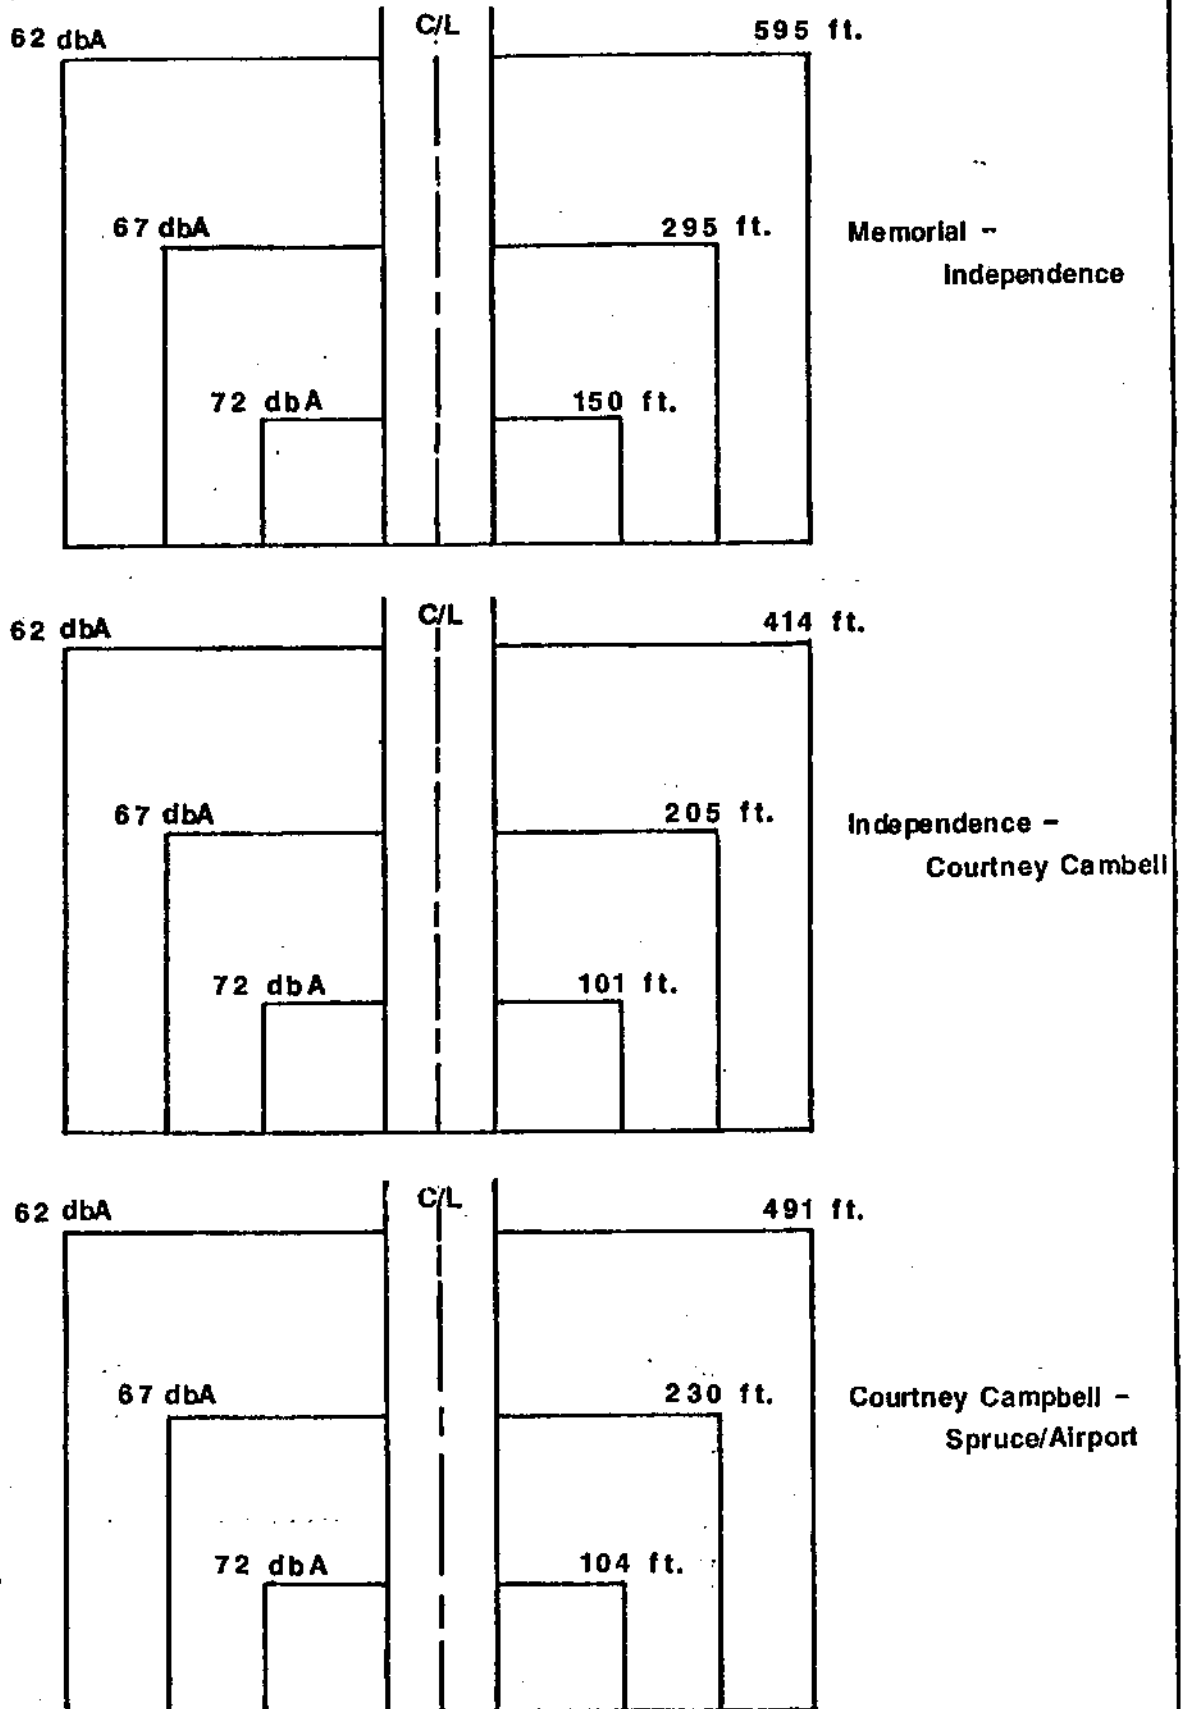 C/L
62 dbA 595 ft.
67 dbA 295 ft.
Memorial -
Independence
72 dbA 150 ft.
C/L
62 dbA 414 ft.
67 dbA 205 ft.
Independence -
Courtney Cambell
72 dbA 101 ft.
C/L
62 dbA 491 ft.
67 dbA 230 ft.
Courtney Campbell -
Spruce/Airport
72 dbA 104 ft.